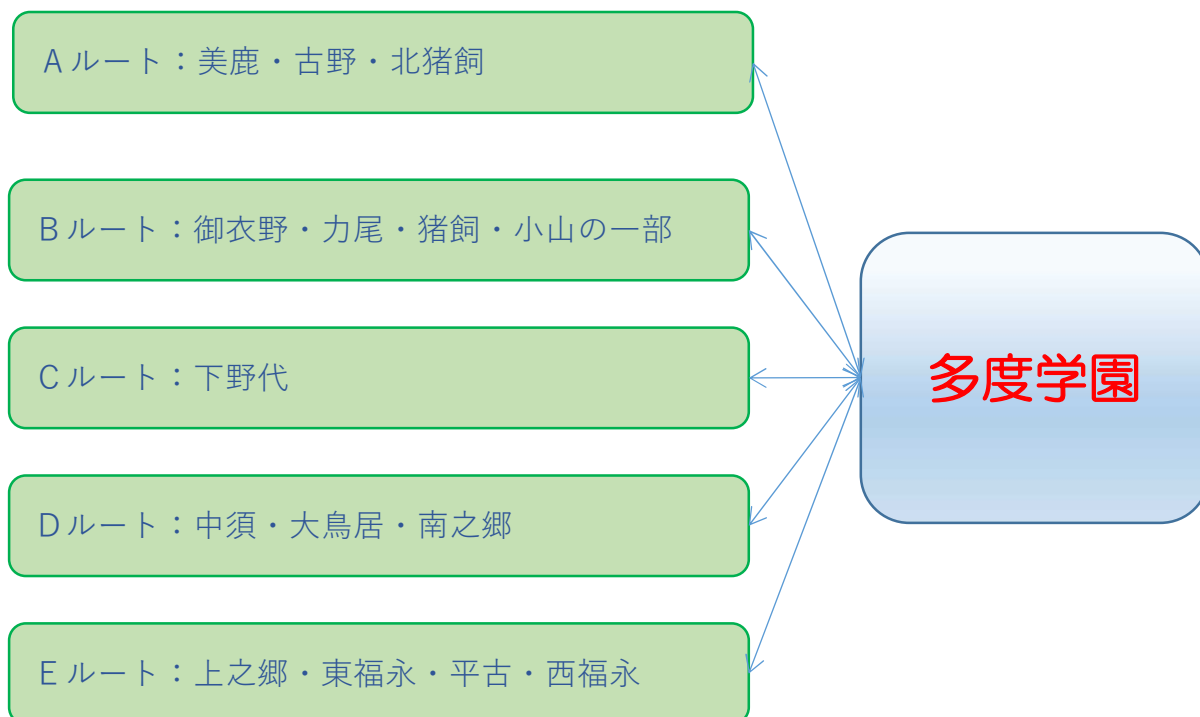 Aルート：美鹿・古野・北猪飼
Bルート：御衣野・力尾・猪飼・小山の一部
Cルート：下野代
多度学園
Dルート：中須・大鳥居・南之郷
Eルート：上之郷・東福永・平古・西福永